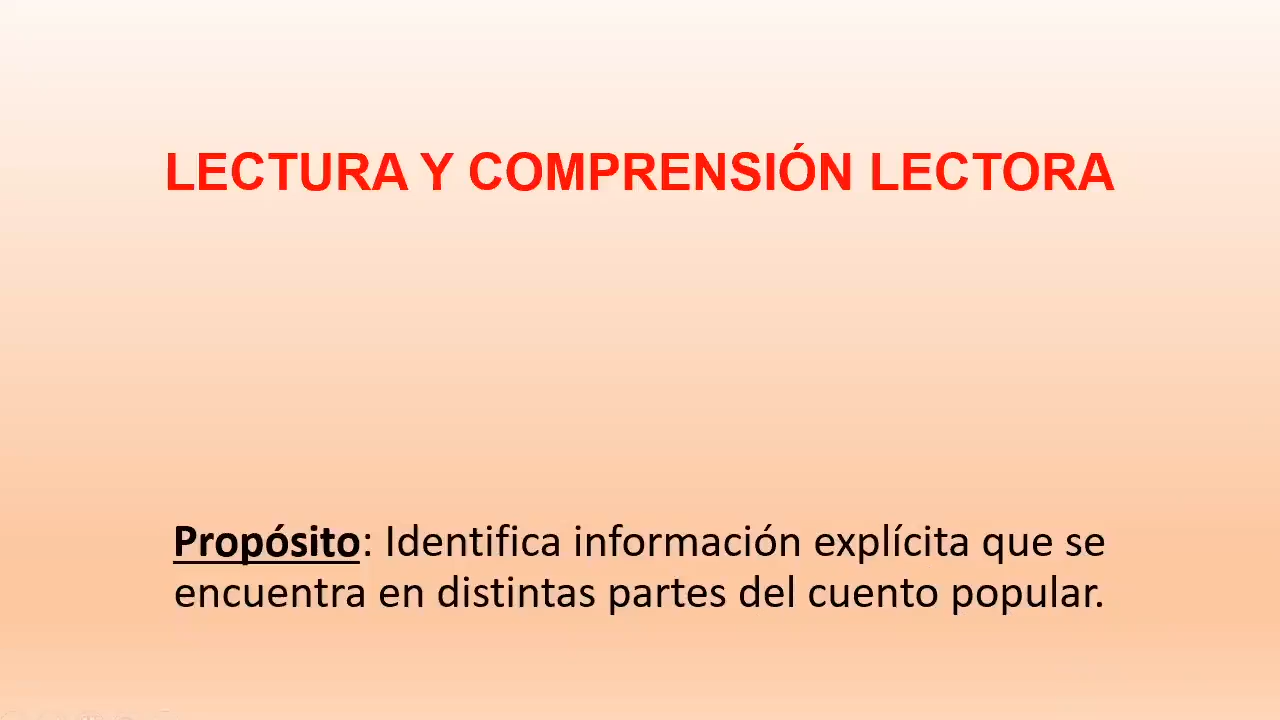 LECTURA Y COMPRENSIÓN LECTORA
Propósito: Identifica información explícita que se
encuentra en distintas partes del cuento popular.